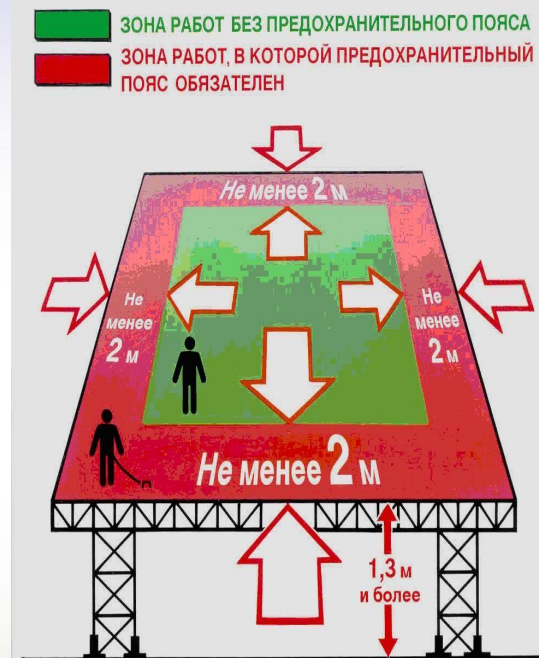 ЗОНА РАБОТ БЕЗ ПРЕДОХРАНИТЕЛЬНОГО ПОЯСА
ЗОНА РАБОТ, В КОТОРОЙ ПРЕДОХРАНИТЕЛЬНЫЙ
ПОЯС ОБЯЗАТЕЛЕН
Не менее 2 м
Не
менее
2 м
Не
менее
2 м
Не менее 2 м
1,3 м
и более